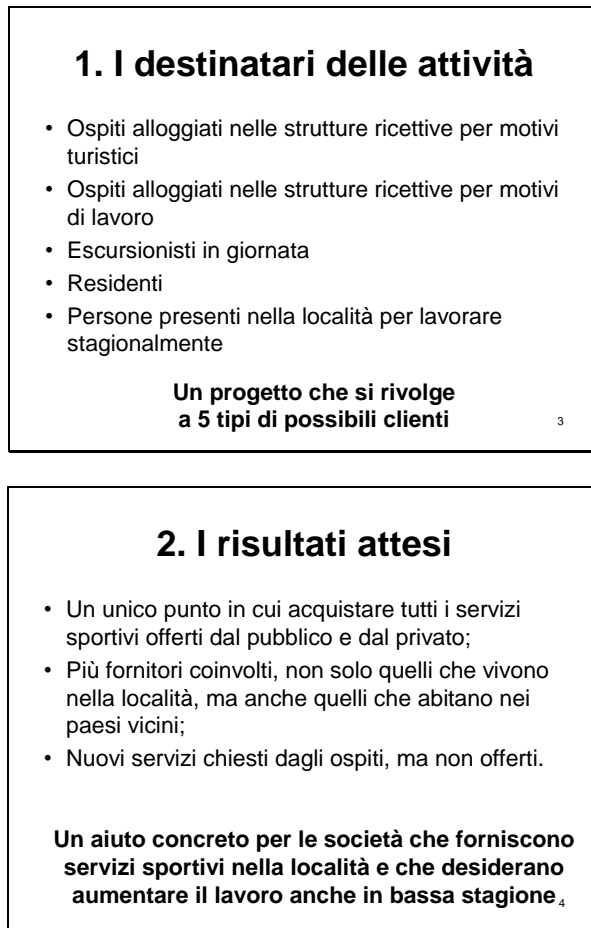 1. I destinatari delle attività
• Ospiti alloggiati nelle strutture ricettive per motivi
turistici
• Ospiti alloggiati nelle strutture ricettive per motivi
di lavoro
• Escursionisti in giornata
• Residenti
• Persone presenti nella località per lavorare
stagionalmente
Un progetto che si rivolge
a 5 tipi di possibili clienti
3
2. I risultati attesi
• Un unico punto in cui acquistare tutti i servizi
sportivi offerti dal pubblico e dal privato;
• Più fornitori coinvolti, non solo quelli che vivono
nella località, ma anche quelli che abitano nei
paesi vicini;
• Nuovi servizi chiesti dagli ospiti, ma non offerti.
Un aiuto concreto per le società che forniscono
servizi sportivi nella località e che desiderano
aumentare il lavoro anche in bassa stagione
4